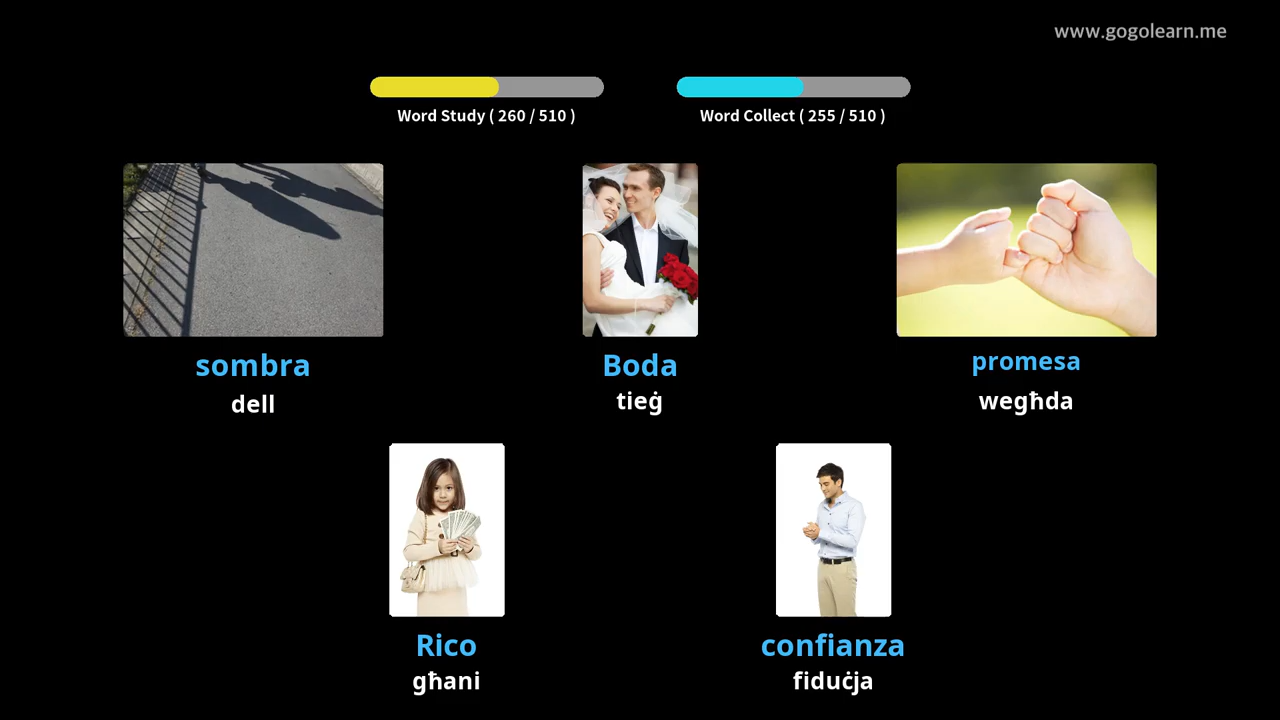 www.gogolearn.me
Word Study ( 260 / 510 )
Word Collect ( 255 / 510 )
sombra
dell
Boda
tieġ
promesa
wegħda
Rico
għani
confianza
fiduċja